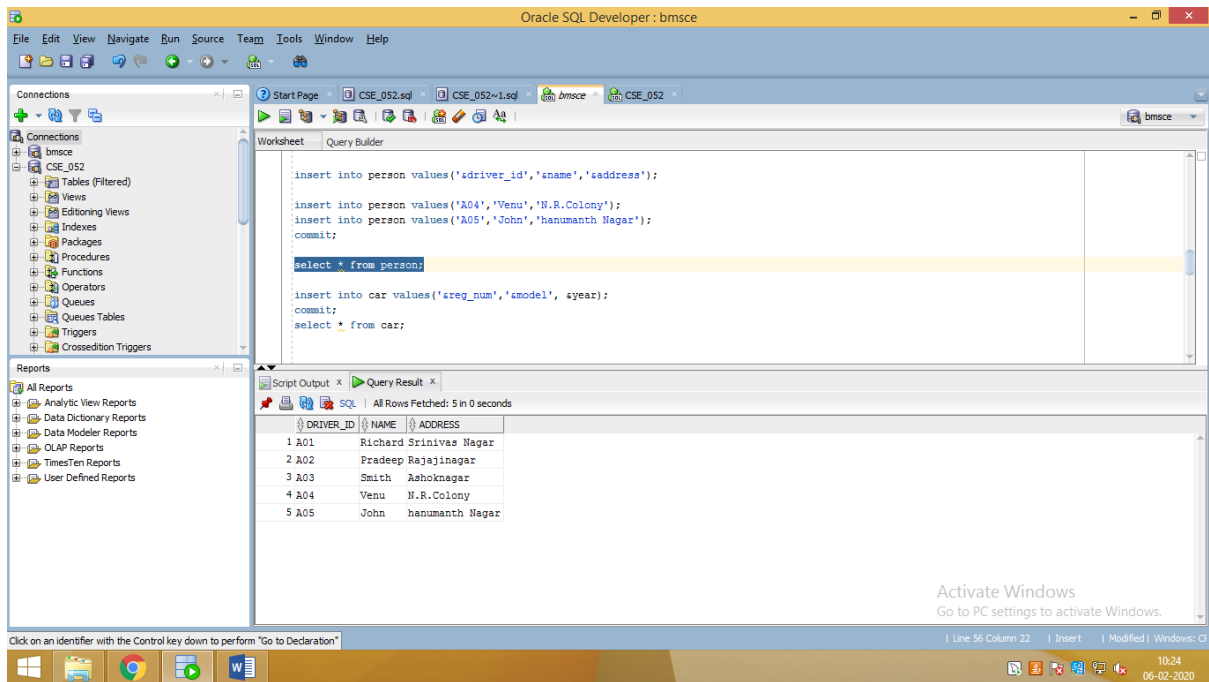 Oracle SQL Developer : bmsce
File Edit View Navigate Run Source Team Tools Window Help
Connections
Start Page CSE_052.sql CSE_052~1.sql bmsce CSE_052
bmsce
Worksheet Query Builder
Connections
bmsce
CSE_052
Tables (Filtered)
Views
Editioning Views
Indexes
Packages
Procedures
Functions
Operators
Queues
Queues Tables
Triggers
Crossedition Triggers
insert into person values('&driver_id','&name','&address');
insert into person values('A04','Venu','N.R.Colony');
insert into person values('A05','John','hanumanth Nagar');
commit;
select * from person;
insert into car values('&reg_num','&model', &year);
commit;
select * from car;
Reports
All Reports
Analytic View Reports
Data Dictionary Reports
Data Modeler Reports
OLAP Reports
TimesTen Reports
User Defined Reports
Script Output x Query Result x
SQL | All Rows Fetched: 5 in 0 seconds
DRIVER_ID NAME ADDRESS
1 A01 Richard Srinivas Nagar
2 A02 Pradeep Rajajinagar
3 A03 Smith Ashoknagar
4 A04 Venu N.R.Colony
5 A05 John hanumanth Nagar
Activate Windows
Go to PC settings to activate Windows.
Click on an identifier with the Control key down to perform "Go to Declaration"
| Line 56 Column 22 | Insert | Modified | Windows: CF
10:24
06-02-2020